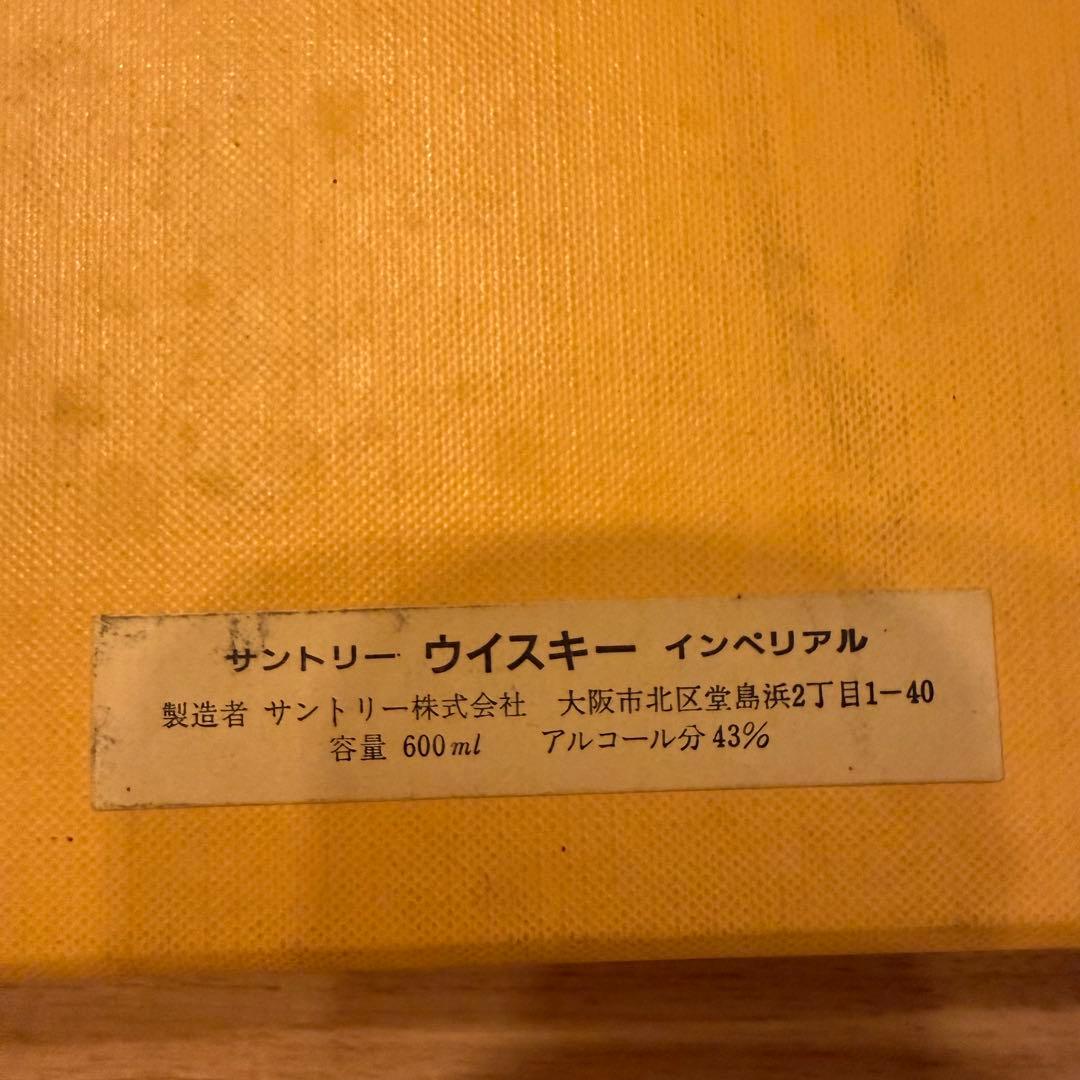 サントリー ウイスキー インペリアル
製造者 サントリー株式会社 大阪市北区堂島浜2丁目1-40
容量 600ml アルコール分43%